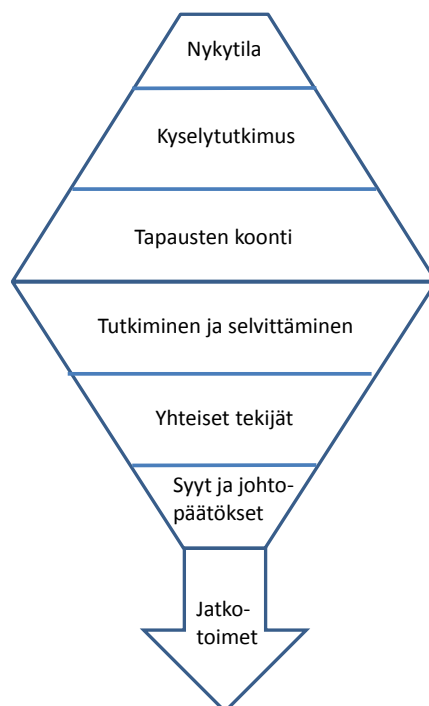 Nykytila
Kyselytutkimus
Tapausten koonti
Tutkiminen ja selvittäminen
Yhteiset tekijät
Syyt ja johto-
päätökset
Jatko-
toimet